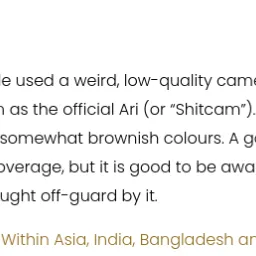 le used a weird, low-quality came
n as the official Ari (or “Shitcam”).
somewhat brownish colours. A go
overage, but it is good to be awa
ught off-guard by it.
Within Asia, India, Bangladesh an